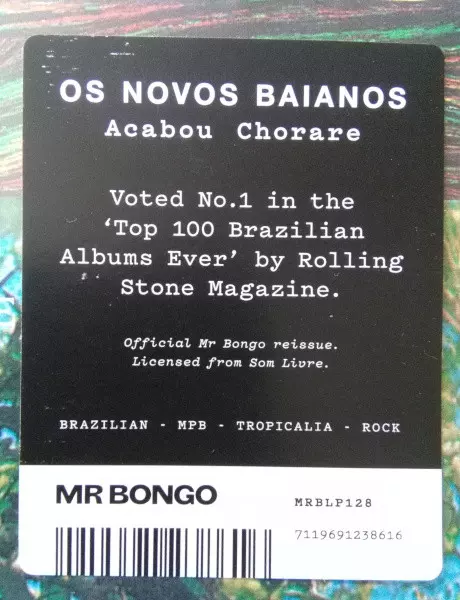 OS NOVOS BAIANOS
Acabou Chorare
Voted No.1 in the
‘Top 100 Brazilian
Albums Ever’ by Rolling
Stone Magazine.
Official Mr Bongo reissue.
Licensed from Som Livre.
BRAZILIAN - MPB - TROPICALIA - ROCK
MR BONGO
MRBLP128
7119691238616